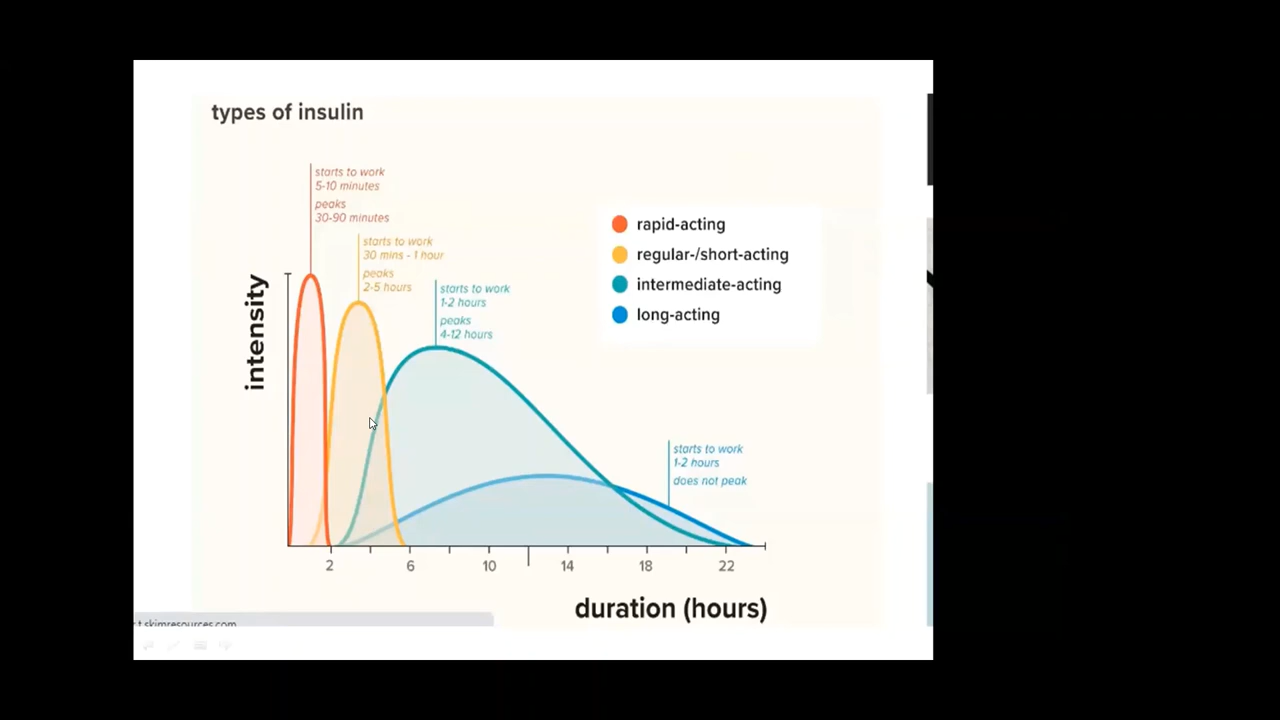 types of insulin
starts to work
5-10 minutes
peaks
30-90 minutes
starts to work
30 mins - 1 hour
peaks
2-5 hours
starts to work
1-2 hours
peaks
4-12 hours
rapid-acting
regular-/short-acting
intermediate-acting
long-acting
intensity
starts to work
1-2 hours
does not peak
2 6 10 14 18 22
duration (hours)
t.skimresources.com